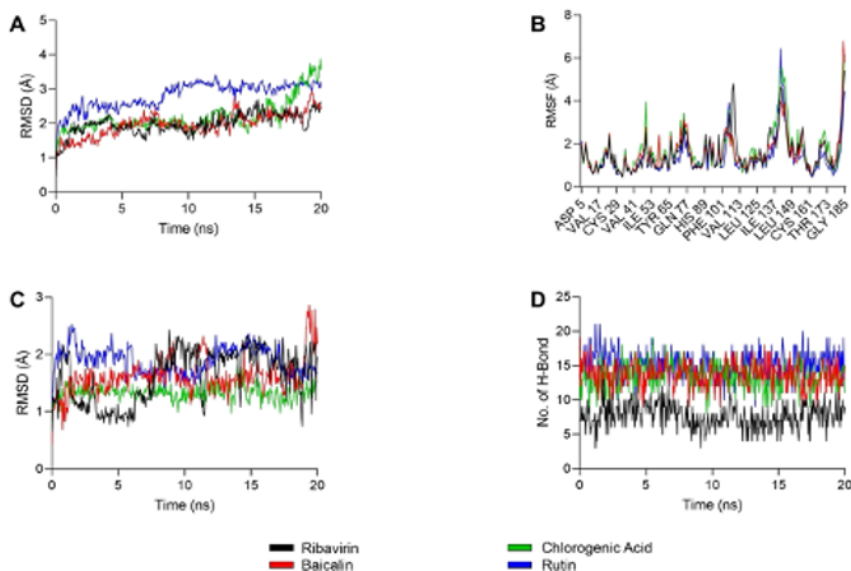 A
RMSD (Å)
5
4
3
2
1
0
0 5 10 15 20
Time (ns)
B
RMSF (Å)
8
6
4
2
0
ASP 5
VAL 17
CYS 29
VAL 41
ILE 53
TYR 65
GLN 77
HIS 89
PHE 101
VAL 113
LEU 125
ILE 137
LEU 149
CYS 161
THR 173
GLY 185
C
RMSD (Å)
3
2
1
0
0 5 10 15 20
Time (ns)
D
No. of H-Bond
25
20
15
10
5
0
0 5 10 15 20
Time (ns)
Ribavirin
Chlorogenic Acid
Baicalin
Rutin